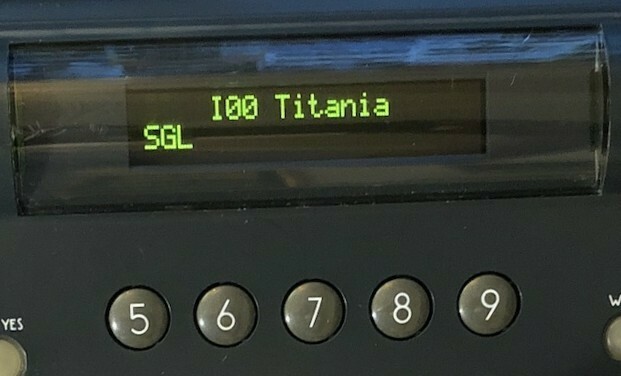 I00 Titania
SGL
5 6 7 8 9
YES